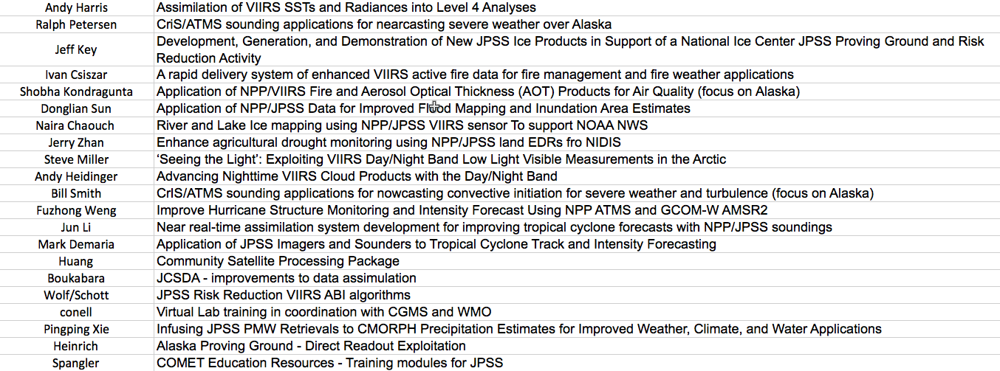 Andy Harris Assimilation of VIIRS SSTs and Radiances into Level 4 Analyses
Ralph Petersen CriS/ATMS sounding applications for nearcasting severe weather over Alaska
Jeff Key Development, Generation, and Demonstration of New JPSS Ice Products in Support of a National Ice Center JPSS Proving Ground and Risk
Reduction Activity
Ivan Csiszar A rapid delivery system of enhanced VIIRS active fire data for fire management and fire weather applications
Shobha Kondragunta Application of NPP/VIIRS Fire and Aerosol Optical Thickness (AOT) Products for Air Quality (focus on Alaska)
Donglian Sun Application of NPP/JPSS Data for Improved Flood Mapping and Inundation Area Estimates
Naira Chaouch River and Lake Ice mapping using NPP/JPSS VIIRS sensor To support NOAA NWS
Jerry Zhan Enhance agricultural drought monitoring using NPP/JPSS land EDRs fro NIDIS
Steve Miller ‘Seeing the Light’: Exploiting VIIRS Day/Night Band Low Light Visible Measurements in the Arctic
Andy Heidinger Advancing Nighttime VIIRS Cloud Products with the Day/Night Band
Bill Smith CrIS/ATMS sounding applications for nowcasting convective initiation for severe weather and turbulence (focus on Alaska)
Fuzhong Weng Improve Hurricane Structure Monitoring and Intensity Forecast Using NPP ATMS and GCOM-W AMSR2
Jun Li Near real-time assimilation system development for improving tropical cyclone forecasts with NPP/JPSS soundings
Mark Demaria Application of JPSS Imagers and Sounders to Tropical Cyclone Track and Intensity Forecasting
Huang Community Satellite Processing Package
Boukabara JCSDA - improvements to data assimulation
Wolf/Schott JPSS Risk Reduction VIIRS ABI algorithms
conell Virtual Lab training in coordination with CGMS and WMO
Pingping Xie Infusing JPSS PMW Retrievals to CMORPH Precipitation Estimates for Improved Weather, Climate, and Water Applications
Heinrich Alaska Proving Ground - Direct Readout Exploitation
Spangler COMET Education Resources - Training modules for JPSS